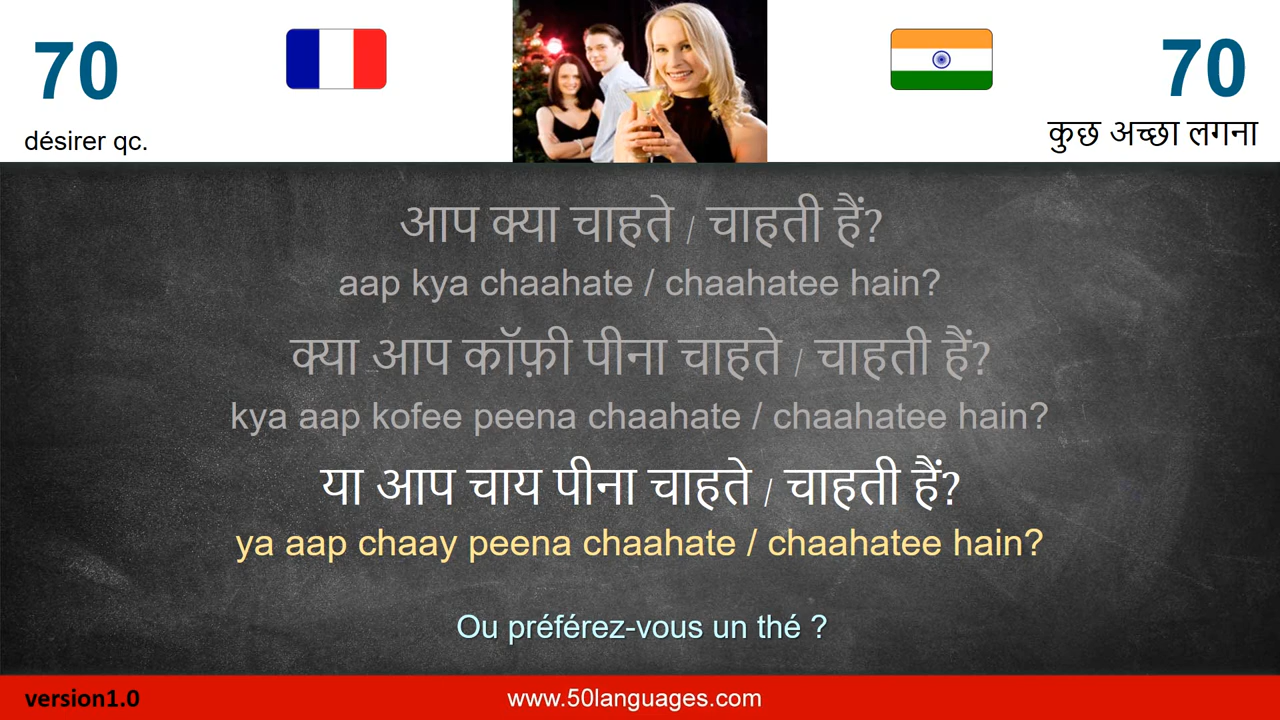 70
70
désirer qc.
कुछ अच्छा लगना
आप क्या चाहते / चाहती हैं?
aap kya chaahate / chaahatee hain?
क्या आप कॉफ़ी पीना चाहते / चाहती हैं?
kya aap kofee peena chaahate / chaahatee hain?
या आप चाय पीना चाहते / चाहती हैं?
ya aap chaay peena chaahate / chaahatee hain?
Ou préférez-vous un thé ?
version1.0
www.50languages.com